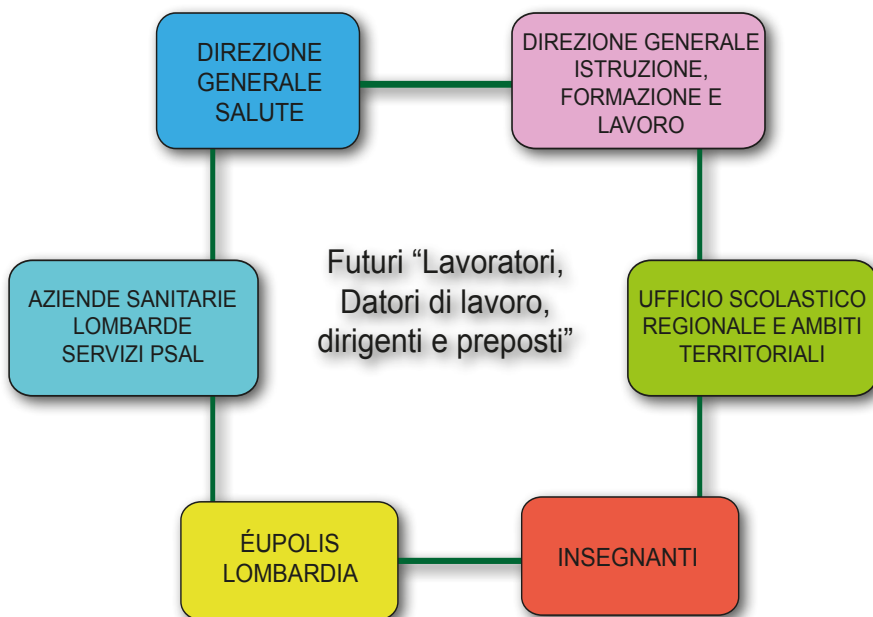 DIREZIONE
GENERALE
SALUTE
DIREZIONE GENERALE
ISTRUZIONE,
FORMAZIONE E
LAVORO
AZIENDE SANITARIE
LOMBARDE
SERVIZI PSAL
Futuri “Lavoratori,
Datori di lavoro,
dirigenti e preposti”
UFFICIO SCOLASTICO
REGIONALE E AMBITI
TERRITORIALI
ÉUPOLIS
LOMBARDIA
INSEGNANTI